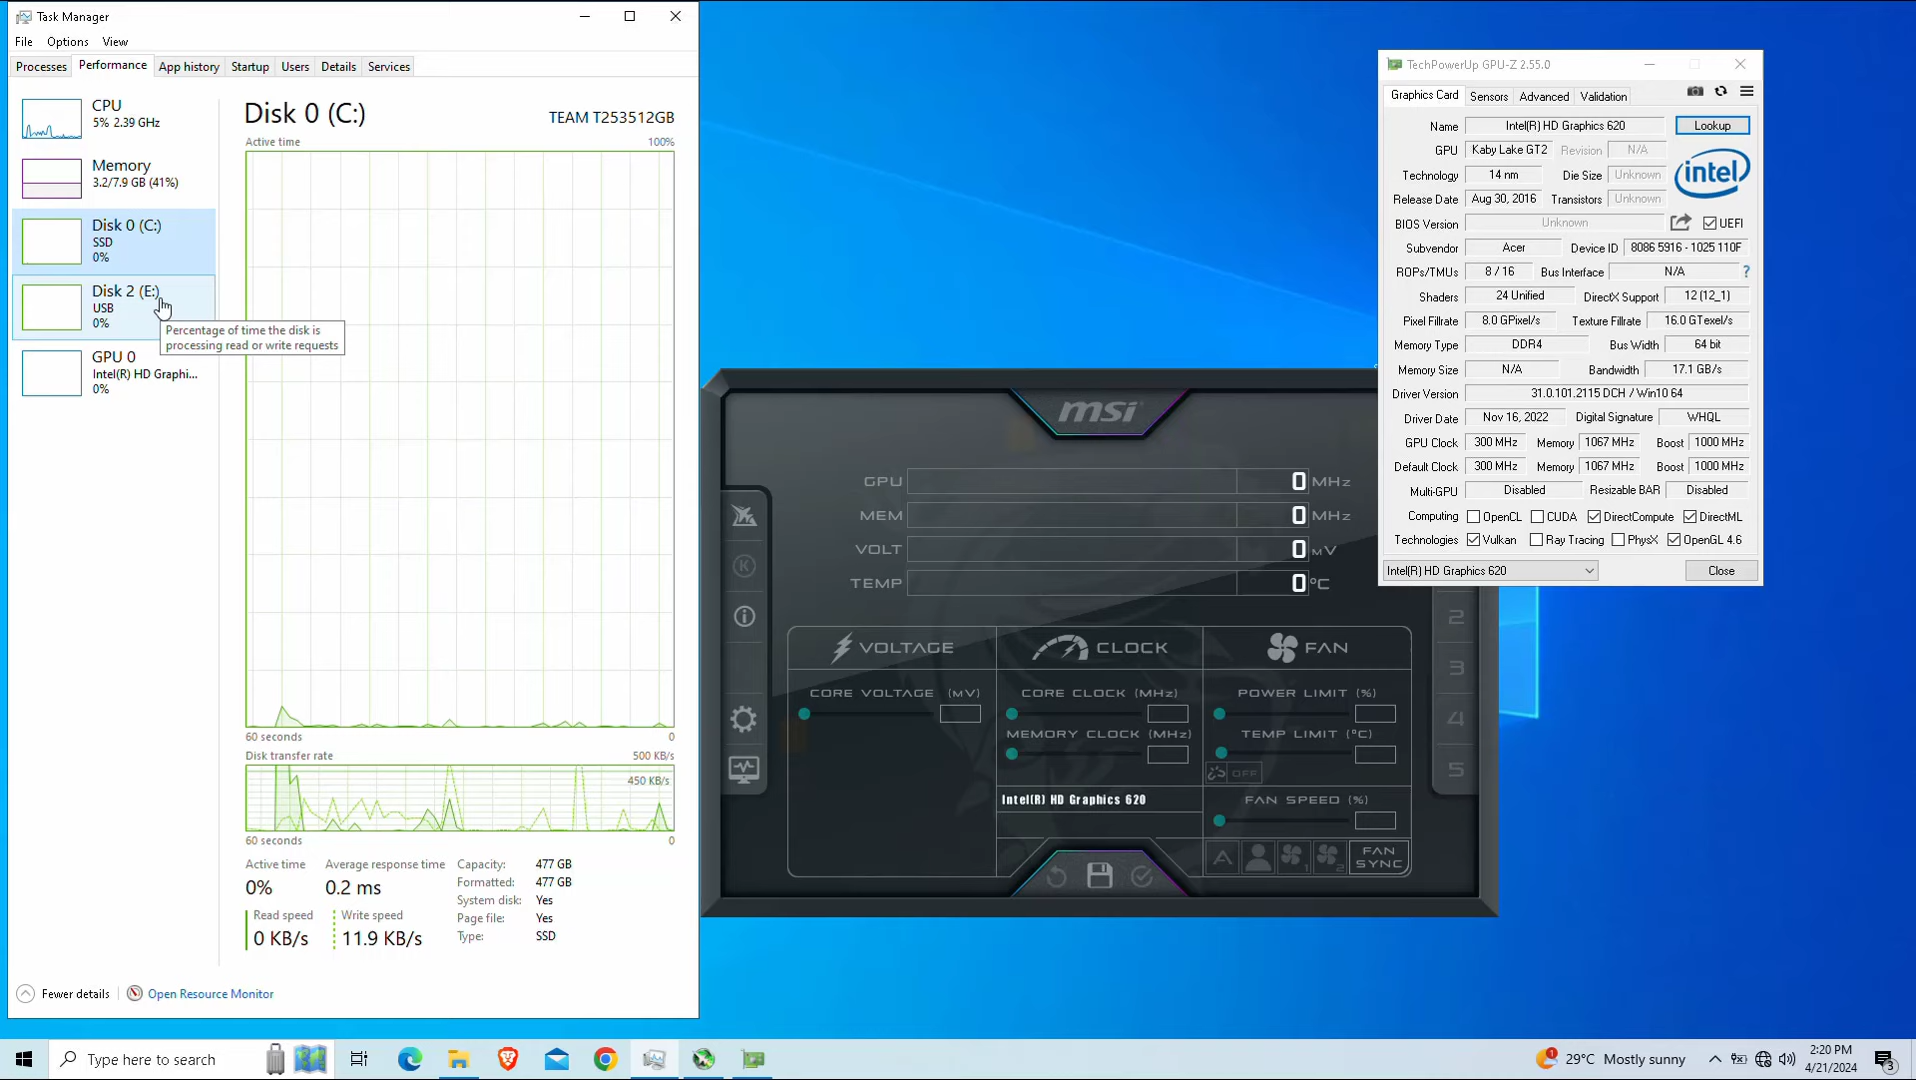 Task Manager
File Options View
Processes Performance App history Startup Users Details Services
CPU
5% 2.39 GHz
Memory
3.2/7.9 GB (41%)
Disk 0 (C:)
SSD
0%
Disk 2 (E:)
USB
0%
Percentage of time the disk is
processing read or write requests
GPU 0
Intel(R) HD Graphi...
0%
Disk 0 (C:) TEAM T253512GB
Active time 100%
60 seconds 0
Disk transfer rate 500 KB/s
450 KB/s
60 seconds 0
Active time Average response time
0% 0.2 ms
Read speed Write speed
0 KB/s 11.9 KB/s
Capacity: 477 GB
Formatted: 477 GB
System disk: Yes
Page file: Yes
Type: SSD
Fewer details Open Resource Monitor
msi
GPU 0 MHz
MEM 0 MHz
VOLT 0 MV
TEMP 0 °C
K
2
3
4
5
VOLTAGE CLOCK FAN
CORE VOLTAGE (MV) CORE CLOCK (MHz) POWER LIMIT (%)
MEMORY CLOCK (MHz) TEMP LIMIT (°C)
OFF
Intel(R) HD Graphics 620
FAN SPEED (%)
A 1 2 FAN
SYNC
TechPowerUp GPU-Z 2.55.0
Graphics Card Sensors Advanced Validation
Name Intel(R) HD Graphics 620 Lookup
GPU Kaby Lake GT2 Revision N/A
intel
Technology 14 nm Die Size Unknown
Release Date Aug 30, 2016 Transistors Unknown
BIOS Version Unknown UEFI
Subvendor Acer Device ID 8086 5916 - 1025 110F
ROPs/TMUs 8 / 16 Bus Interface N/A ?
Shaders 24 Unified DirectX Support 12 (12_1)
Pixel Fillrate 8.0 GPixel/s Texture Fillrate 16.0 GTexel/s
Memory Type DDR4 Bus Width 64 bit
Memory Size N/A Bandwidth 17.1 GB/s
Driver Version 31.0.101.2115 DCH / Win10 64
Driver Date Nov 16, 2022 Digital Signature WHQL
GPU Clock 300 MHz Memory 1067 MHz Boost 1000 MHz
Default Clock 300 MHz Memory 1067 MHz Boost 1000 MHz
Multi-GPU Disabled Resizable BAR Disabled
Computing OpenCL CUDA DirectCompute DirectML
Technologies Vulkan Ray Tracing PhysX OpenGL 4.6
Intel(R) HD Graphics 620 Close
Type here to search
1 29°C Mostly sunny
2:20 PM
4/21/2024
3